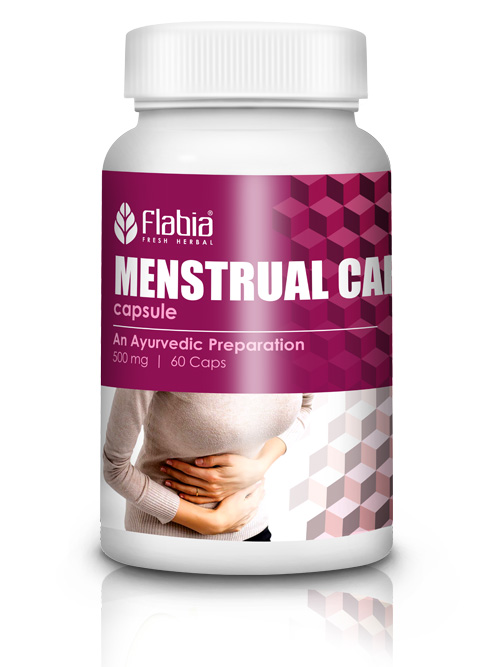 Flabia®
FRESH HERBAL
MENSTRUAL CA
capsule
An Ayurvedic Preparation
500 mg | 60 Caps